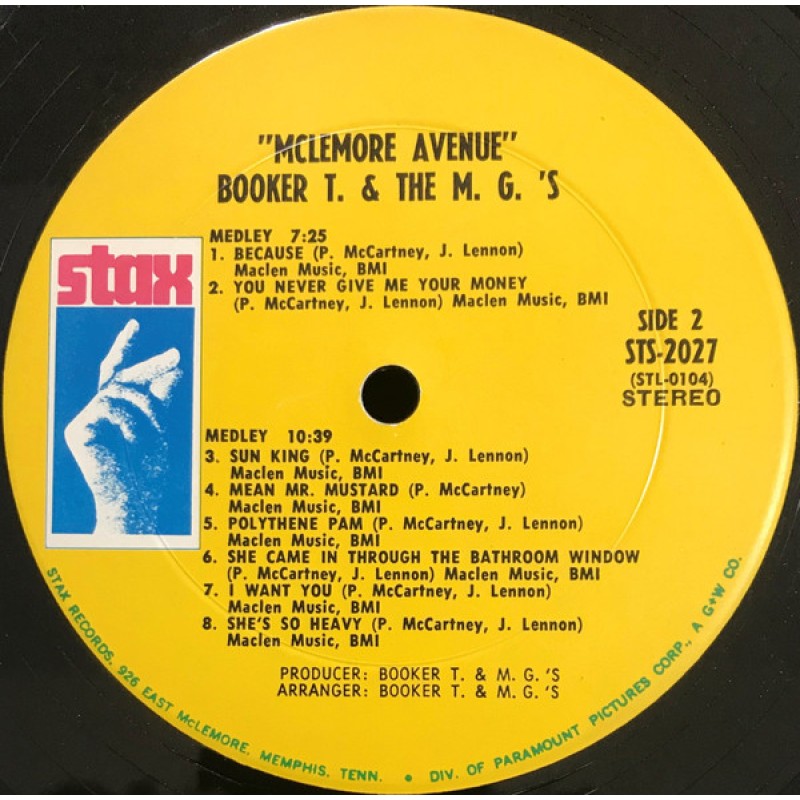 "MCLEMORE AVENUE"
BOOKER T. & THE M. G. 'S
stax
MEDLEY 7:25
1. BECAUSE (P. McCartney, J. Lennon)
Maclen Music, BMI
2. YOU NEVER GIVE ME YOUR MONEY
(P. McCartney, J. Lennon) Maclen Music, BMI
SIDE 2
STS-2027
(STL-0104)
STEREO
MEDLEY 10:39
3. SUN KING (P. McCartney, J. Lennon)
Maclen Music, BMI
4. MEAN MR. MUSTARD (P. McCartney)
Maclen Music, BMI
5. POLYTHENE PAM (P. McCartney, J. Lennon)
Maclen Music, BMI
6. SHE CAME IN THROUGH THE BATHROOM WINDOW
(P. McCartney, J. Lennon) Maclen Music, BMI
7. I WANT YOU (P. McCartney, J. Lennon)
Maclen Music, BMI
8. SHE'S SO HEAVY (P. McCartney, J. Lennon)
Maclen Music, BMI
PRODUCER: BOOKER T. & M. G. 'S
ARRANGER: BOOKER T. & M. G. 'S
STAX RECORDS, 926 EAST McLEMORE, MEMPHIS, TENN. • DIV. OF PARAMOUNT PICTURES CORP., A G+W CO.